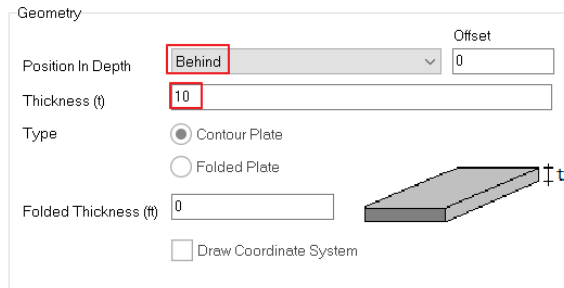 Geometry
Offset
Position In Depth Behind 0
Thickness (t) 10
Type Contour Plate
Folded Plate
t
Folded Thickness (ft) 0
Draw Coordinate System